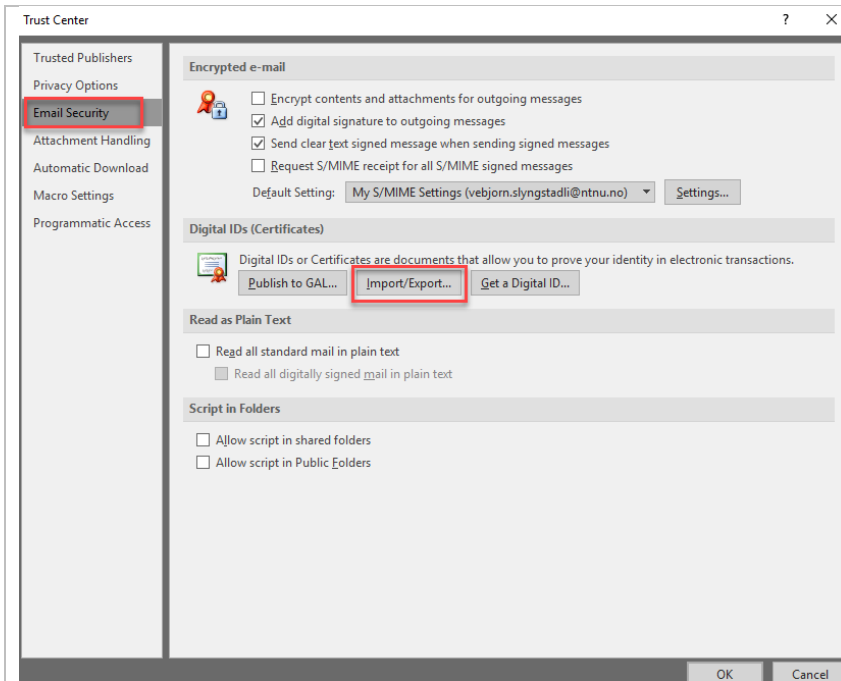 Trust Center ? ×
Trusted Publishers
Privacy Options
Email Security
Attachment Handling
Automatic Download
Macro Settings
Programmatic Access
Encrypted e-mail
Encrypt contents and attachments for outgoing messages
Add digital signature to outgoing messages
Send clear text signed message when sending signed messages
Request S/MIME receipt for all S/MIME signed messages
Default Setting: My S/MIME Settings (vebjorn.slyngstadli@ntnu.no) Settings...
Digital IDs (Certificates)
Digital IDs or Certificates are documents that allow you to prove your identity in electronic transactions.
Publish to GAL... Import/Export... Get a Digital ID...
Read as Plain Text
Read all standard mail in plain text
Read all digitally signed mail in plain text
Script in Folders
Allow script in shared folders
Allow script in Public Folders
OK Cancel